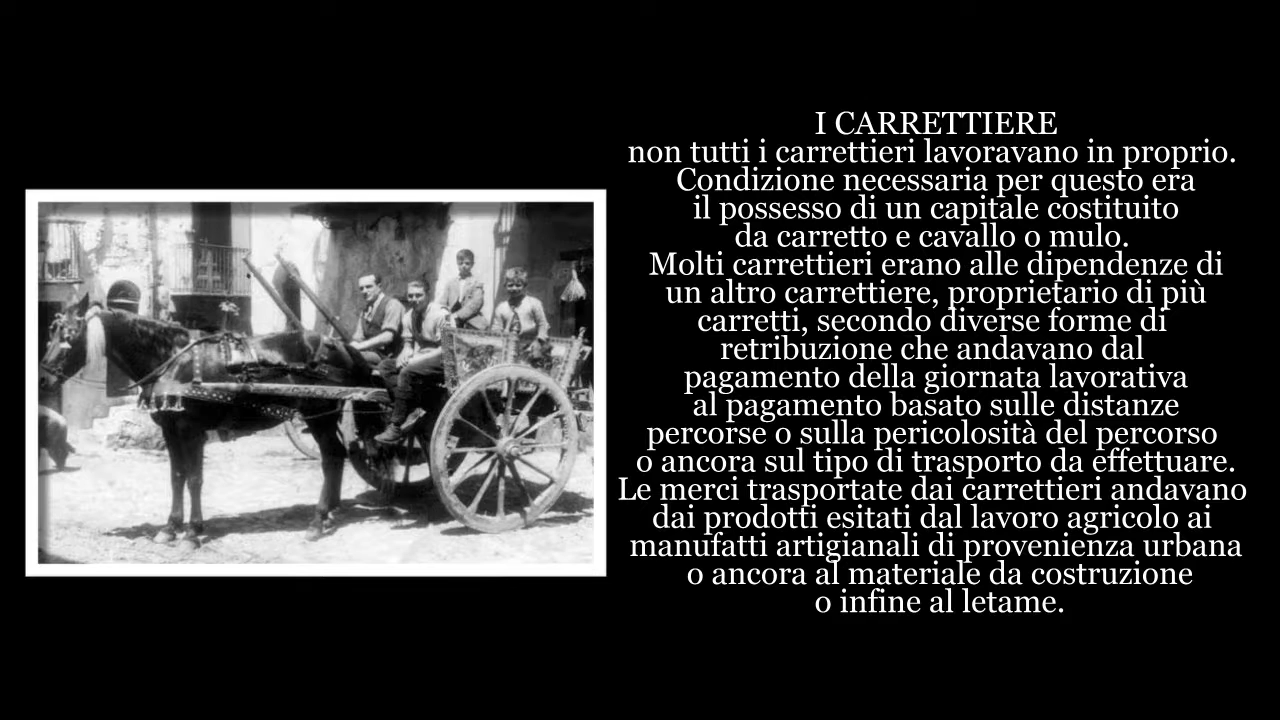 I CARRETTIERE
non tutti i carrettieri lavoravano in proprio.
Condizione necessaria per questo era
il possesso di un capitale costituito
da carretto e cavallo o mulo.
Molti carrettieri erano alle dipendenze di
un altro carrettiere, proprietario di più
carretti, secondo diverse forme di
retribuzione che andavano dal
pagamento della giornata lavorativa
al pagamento basato sulle distanze
percorse o sulla pericolosità del percorso
o ancora sul tipo di trasporto da effettuare.
Le merci trasportate dai carrettieri andavano
dai prodotti esitati dal lavoro agricolo ai
manufatti artigianali di provenienza urbana
o ancora al materiale da costruzione
o infine al letame.